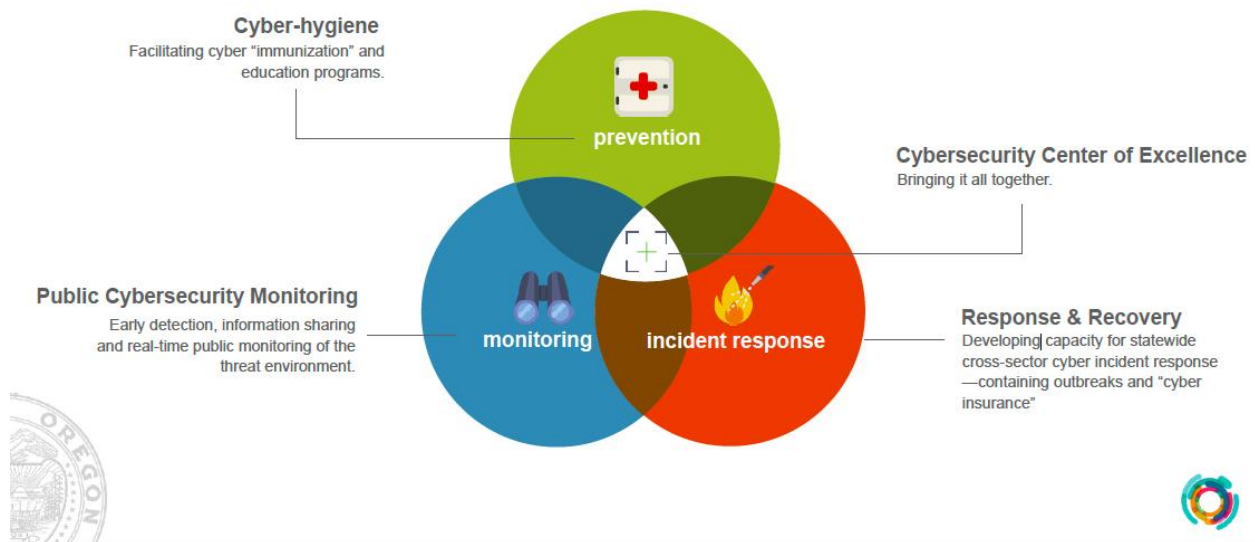 Cyber-hygiene
Facilitating cyber “immunization” and
education programs.
prevention
Cybersecurity Center of Excellence
Bringing it all together.
Public Cybersecurity Monitoring
Early detection, information sharing
and real-time public monitoring of the
threat environment.
monitoring
incident response
Response & Recovery
Developing capacity for statewide
cross-sector cyber incident response
—containing outbreaks and “cyber
insurance”
OREGON